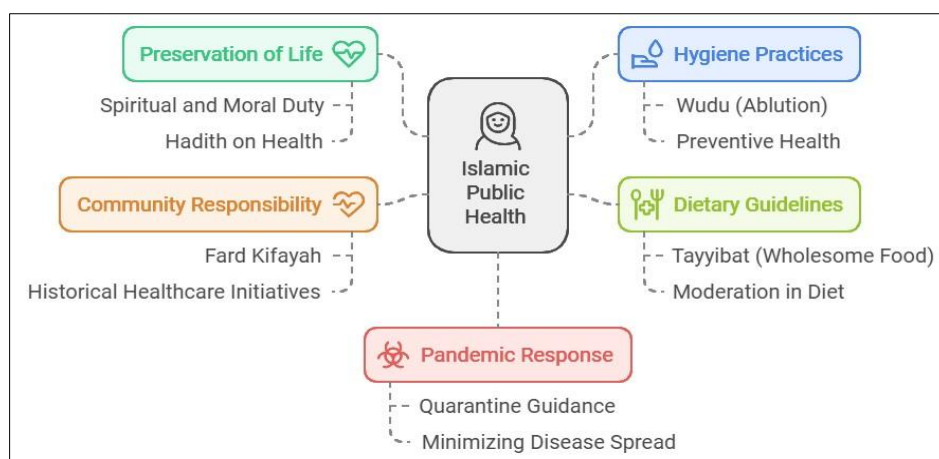 Preservation of Life
Spiritual and Moral Duty
Hadith on Health
Community Responsibility
Fard Kifayah
Historical Healthcare Initiatives
Islamic
Public
Health
Hygiene Practices
Wudu (Ablution)
Preventive Health
Dietary Guidelines
Tayyibat (Wholesome Food)
Moderation in Diet
Pandemic Response
Quarantine Guidance
Minimizing Disease Spread